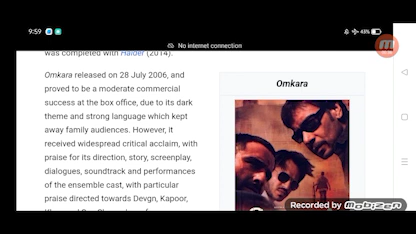 9:59
43%
No internet connection
was completed with Haider (2014).
Omkara released on 28 July 2006, and
proved to be a moderate commercial
success at the box office, due to its dark
theme and strong language which kept
away family audiences. However, it
received widespread critical acclaim, with
praise for its direction, story, screenplay,
dialogues, soundtrack and performances
of the ensemble cast, with particular
praise directed towards Devgn, Kapoor,
Omkara
Recorded by mobizen